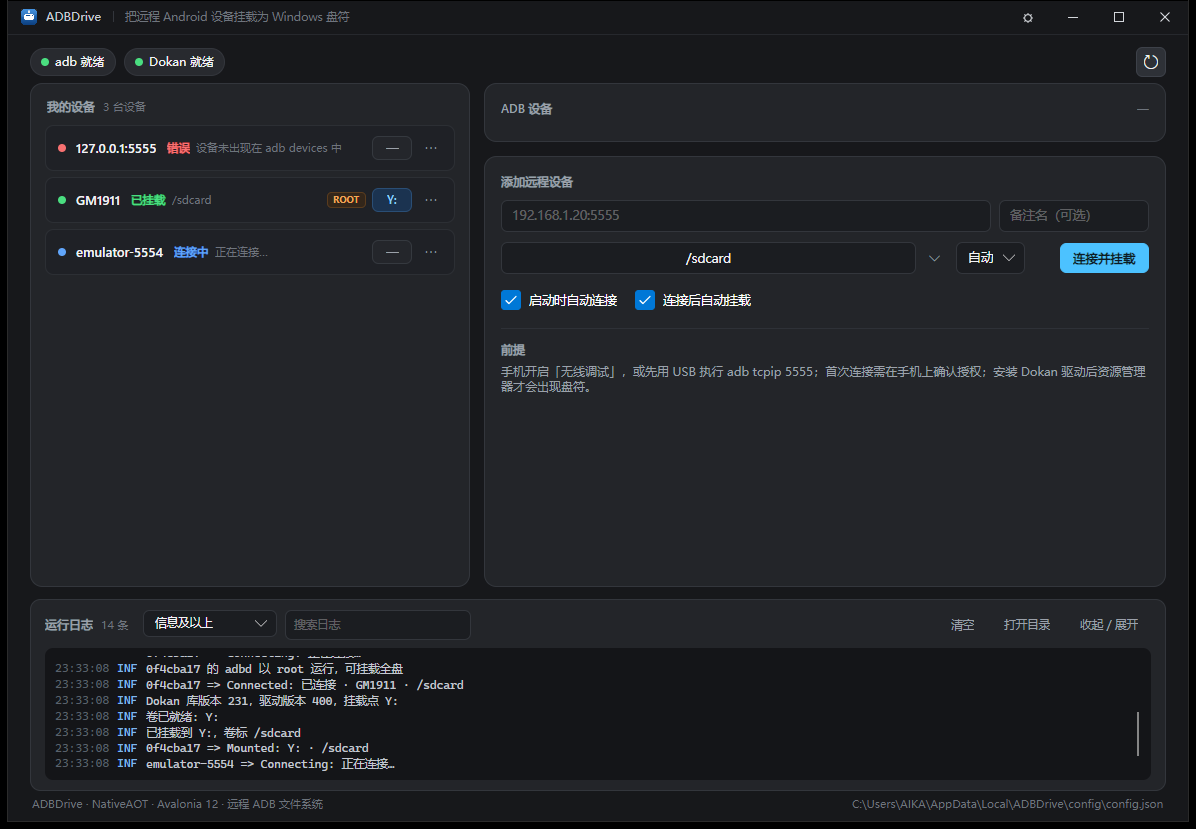 ADBDrive 把远程 Android 设备挂载为 Windows 盘符
adb 就绪 Dokan 就绪
我的设备 3 台设备
127.0.0.1:5555 错误 设备未出现在 adb devices 中 — ···
GM1911 已挂载 /sdcard ROOT Y: ···
emulator-5554 连接中 正在连接… — ···
ADB 设备
添加远程设备
192.168.1.20:5555 备注名（可选）
/sdcard 自动 连接并挂载
启动时自动连接 连接后自动挂载
前提
手机开启「无线调试」，或先用 USB 执行 adb tcpip 5555；首次连接需在手机上确认授权；安装 Dokan 驱动后资源管理
器才会出现盘符。
运行日志 14 条 信息及以上 搜索日志 清空 打开目录 收起 / 展开
23:33:08 INF 0f4cba17 的 adbd 以 root 运行，可挂载全盘
23:33:08 INF 0f4cba17 => Connected: 已连接 · GM1911 · /sdcard
23:33:08 INF Dokan 库版本 231，驱动版本 400，挂载点 Y:
23:33:08 INF 卷已就绪: Y:
23:33:08 INF 已挂载到 Y:，卷标 /sdcard
23:33:08 INF 0f4cba17 => Mounted: Y: · /sdcard
23:33:08 INF emulator-5554 => Connecting: 正在连接…
ADBDrive · NativeAOT · Avalonia 12 · 远程 ADB 文件系统 C:\Users\AIKA\AppData\Local\ADBDrive\config\config.json